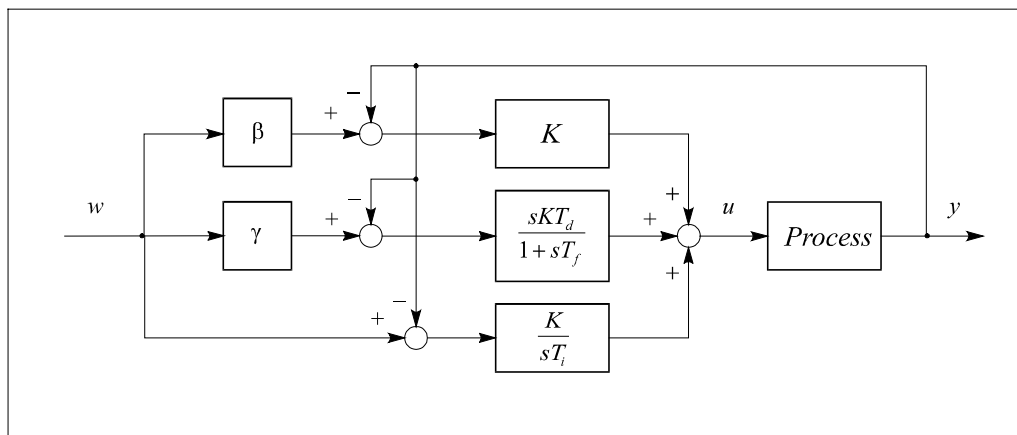 −
+
β
K
+
w
−
+
γ
sKT_d
1 + sT_f
+
u
Process
y
−
+
K
sT_i
+